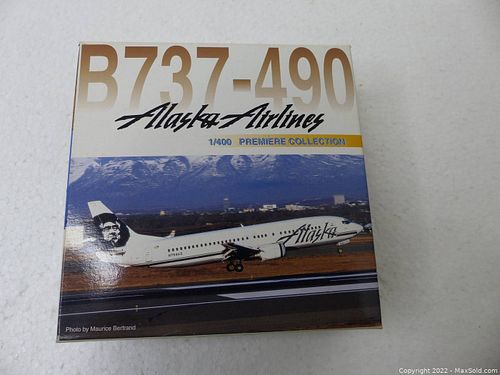 B737-490
Alaska Airlines
1/400 PREMIERE COLLECTION
Alaska
Photo by Maurice Bertrand
Copyright 2022 - MaxSold.com